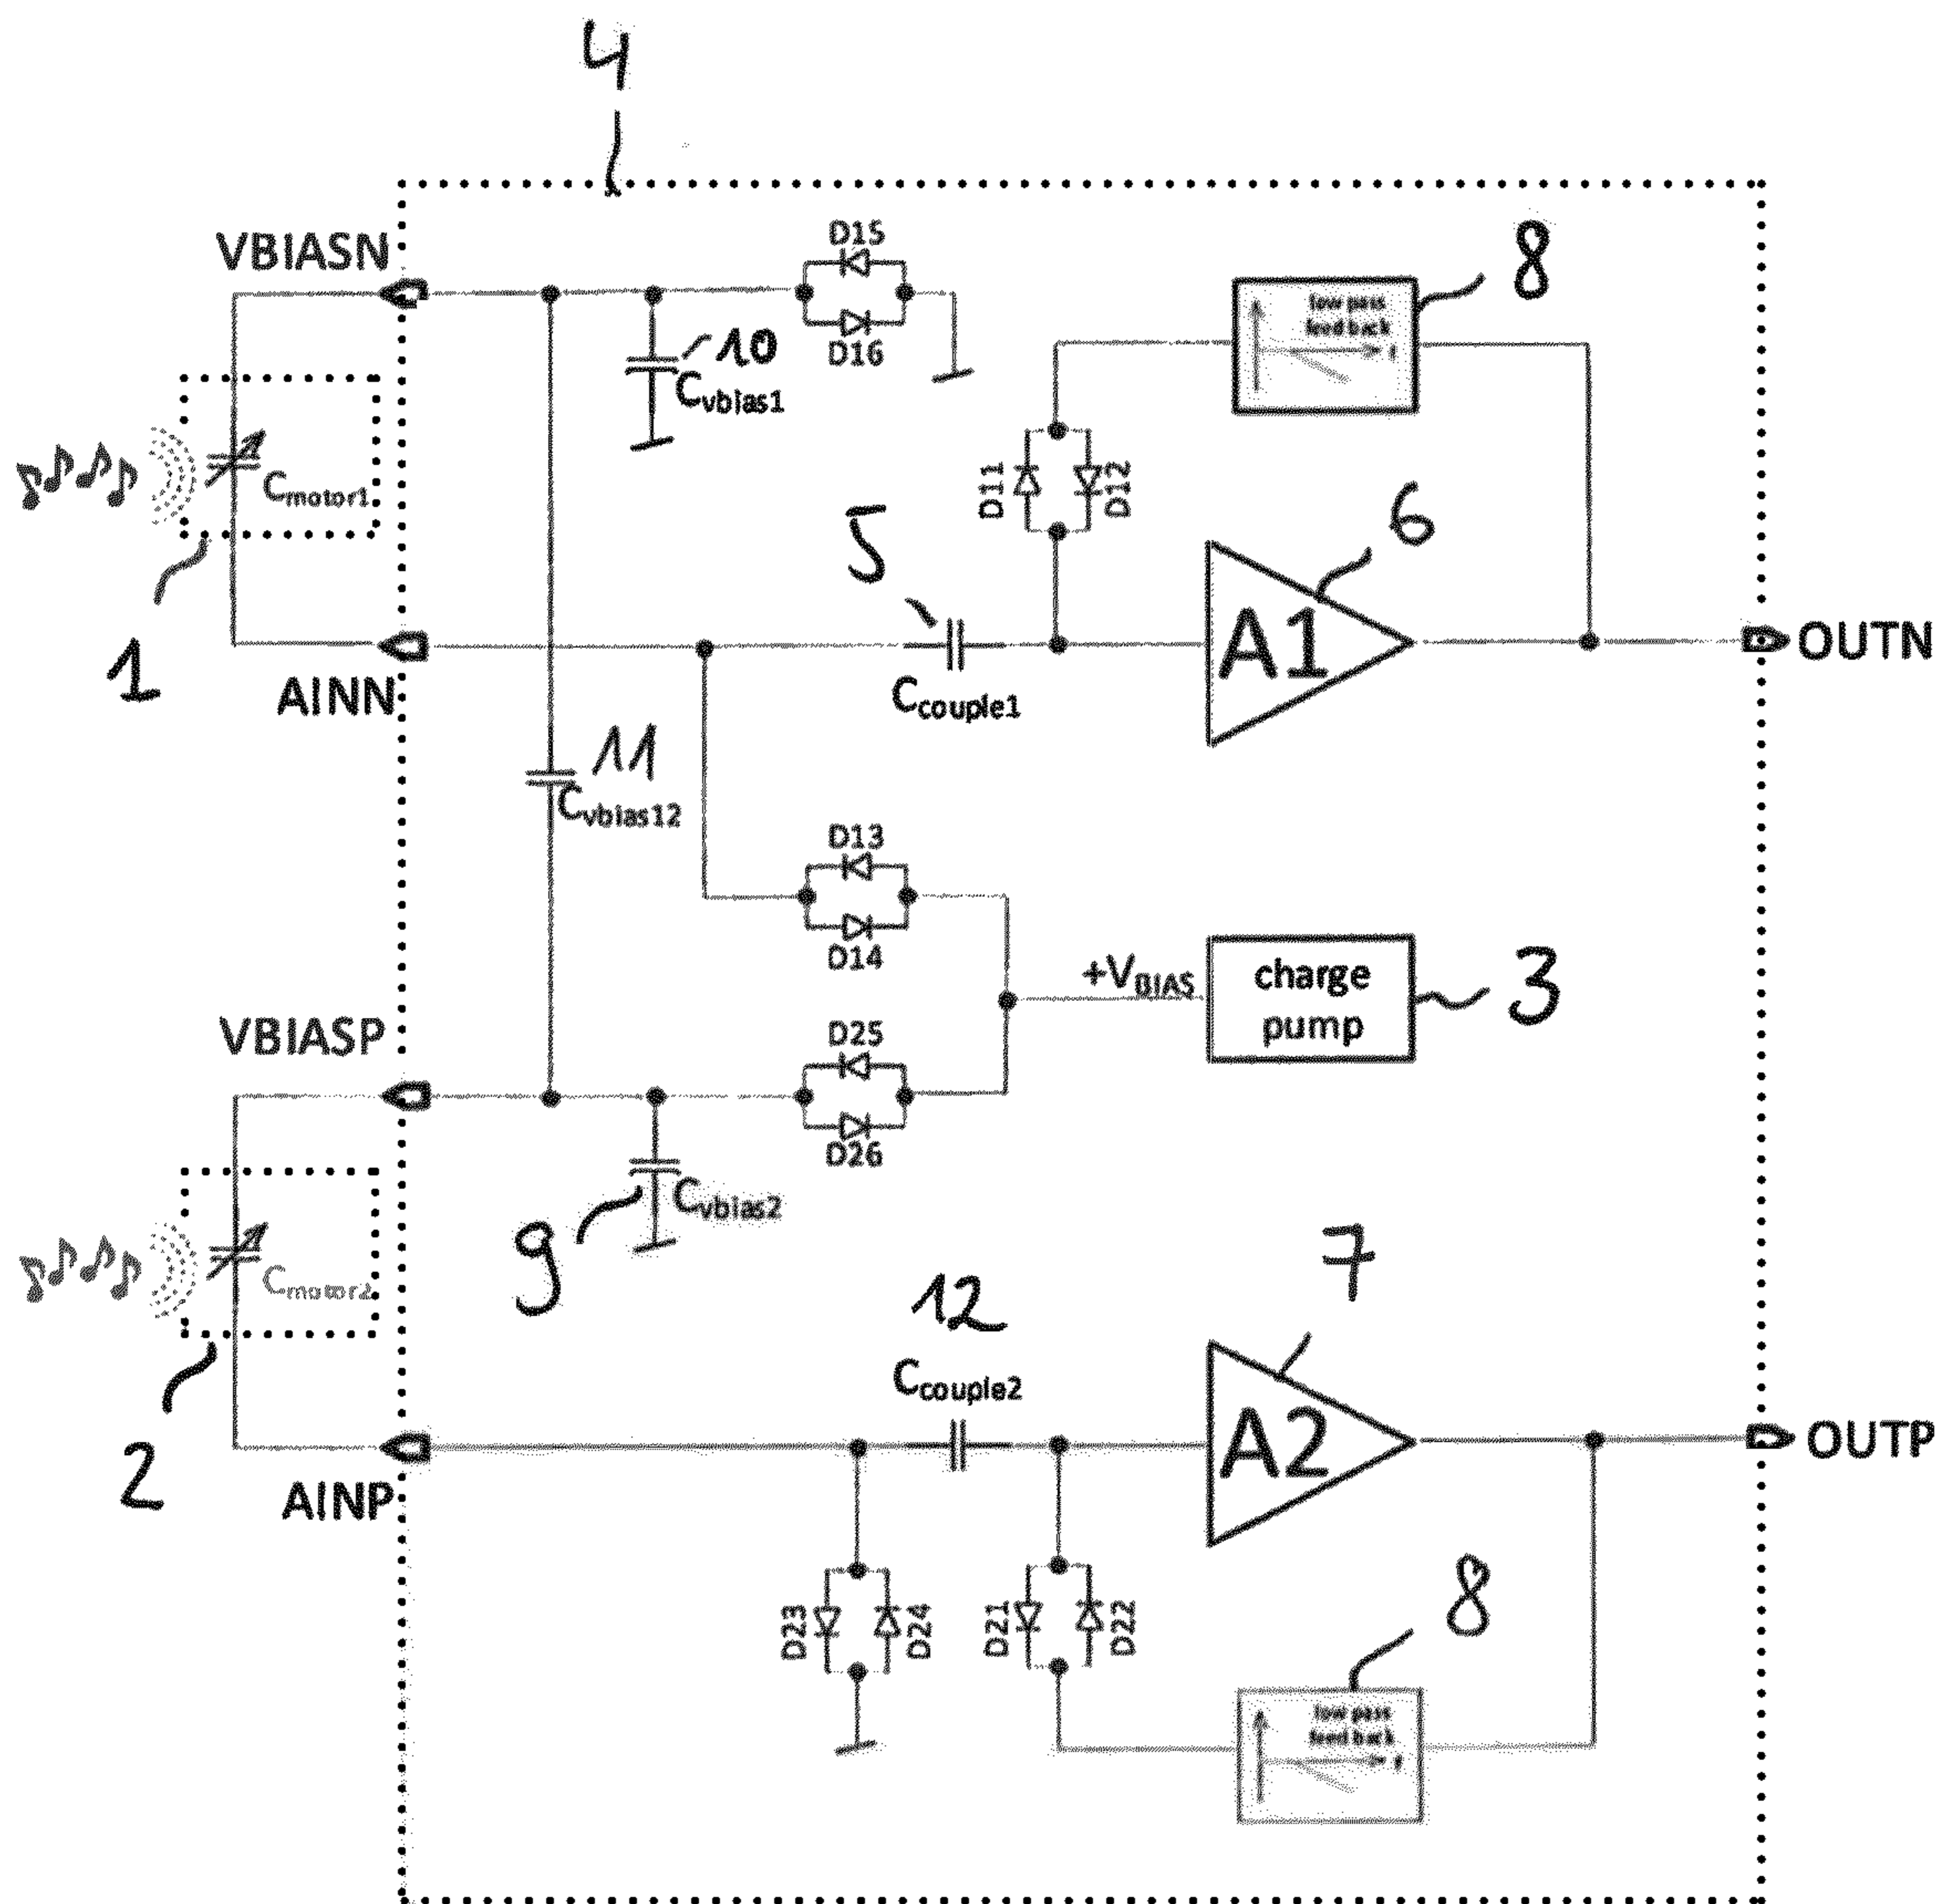 4
VBIASN
D15
8
low pass
feed back
f
D16
10
Cvbias1
Cmotor1
D11
D12
5
6
1
AINN
Ccouple1
A1
OUTN
11
Cvbias12
D13
D14
+VBIAS
charge
pump
3
VBIASP
D25
D26
Cvbias2
9
Cmotor2
7
12
Ccouple2
2
AINP
A2
OUTP
D23
D24
D21
D22
8
low pass
feed back
f